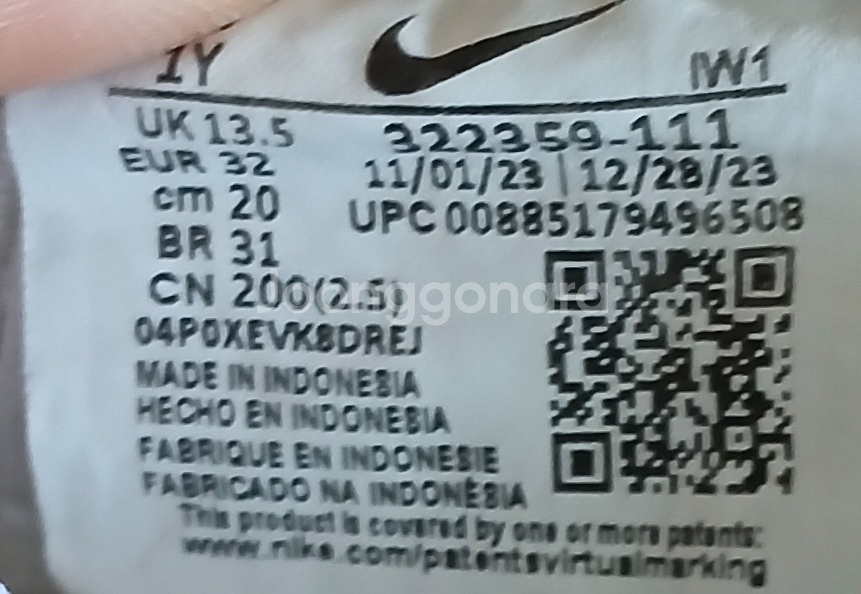 1Y IW1
UK 13.5 322359-111
EUR 32 11/01/23 | 12/28/23
cm 20 UPC 00885179496508
BR 31
CN 200(2.5)
joonggonara
04P0XEVK8DREJ
MADE IN INDONESIA
HECHO EN INDONESIA
FABRIQUE EN INDONESIE
FABRICADO NA INDONÉSIA
This product is covered by one or more patents:
www.nike.com/patentsvirtualmarking